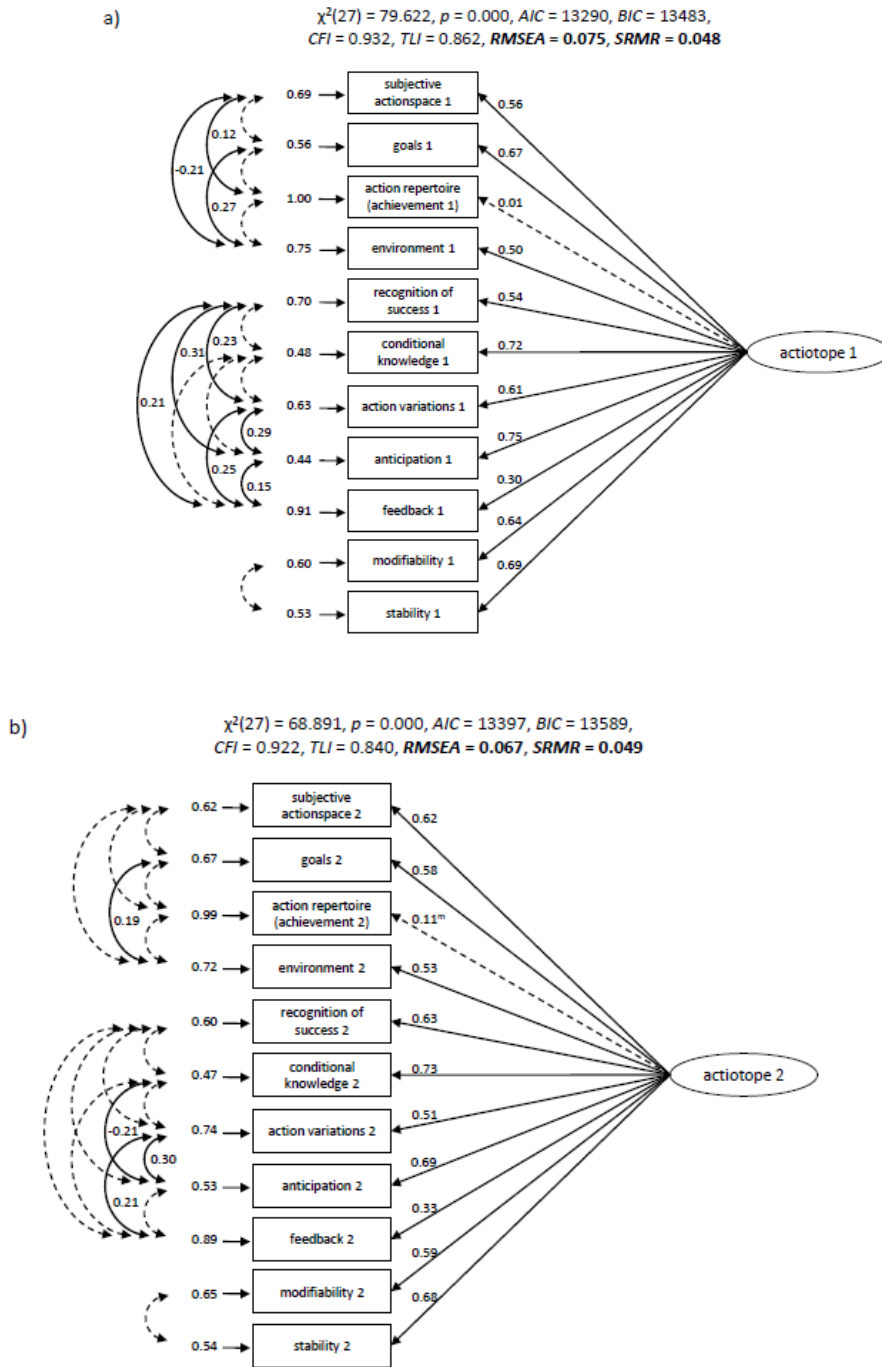 a)
χ²(27) = 79.622, p = 0.000, AIC = 13290, BIC = 13483,
CFI = 0.932, TLI = 0.862, RMSEA = 0.075, SRMR = 0.048
0.69
subjective
actionspace 1
0.56
0.12
0.56
goals 1
0.67
-0.21
1.00
action repertoire
(achievement 1)
0.01
0.27
0.75
environment 1
0.50
0.70
recognition of
success 1
0.54
0.23
0.31
0.48
conditional
knowledge 1
0.72
actiotope 1
0.21
0.63
action variations 1
0.61
0.29
0.44
anticipation 1
0.75
0.25
0.15
0.91
feedback 1
0.30
0.64
0.60
modifiability 1
0.69
0.53
stability 1
b)
χ²(27) = 68.891, p = 0.000, AIC = 13397, BIC = 13589,
CFI = 0.922, TLI = 0.840, RMSEA = 0.067, SRMR = 0.049
0.62
subjective
actionspace 2
0.62
0.67
goals 2
0.58
0.99
action repertoire
(achievement 2)
0.11ᵐ
0.19
0.72
environment 2
0.53
0.60
recognition of
success 2
0.63
0.47
conditional
knowledge 2
0.73
actiotope 2
-0.21
0.74
action variations 2
0.51
0.30
0.53
anticipation 2
0.69
0.21
0.89
feedback 2
0.33
0.59
0.65
modifiability 2
0.68
0.54
stability 2